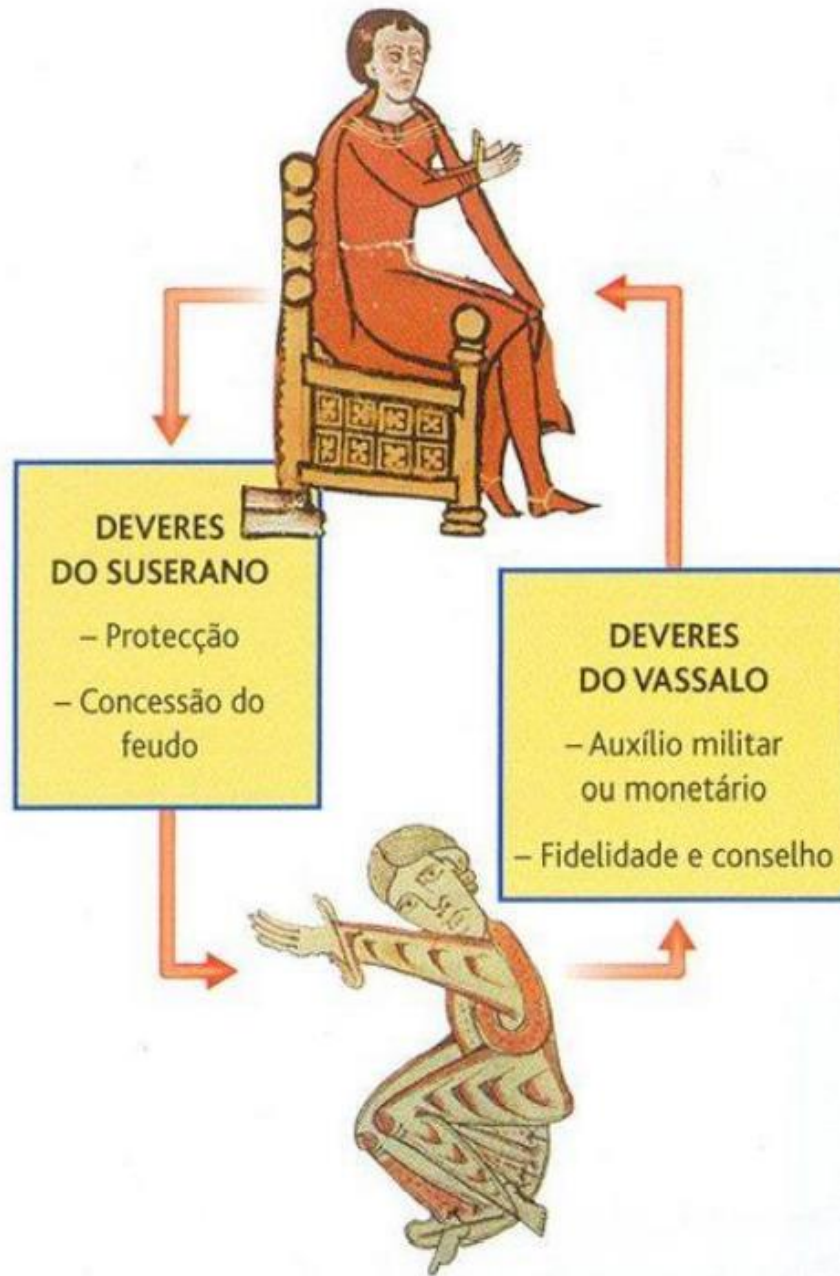 DEVERES
DO SUSERANO
– Protecção
– Concessão do
feudo
DEVERES
DO VASSALO
– Auxílio militar
ou monetário
– Fidelidade e conselho